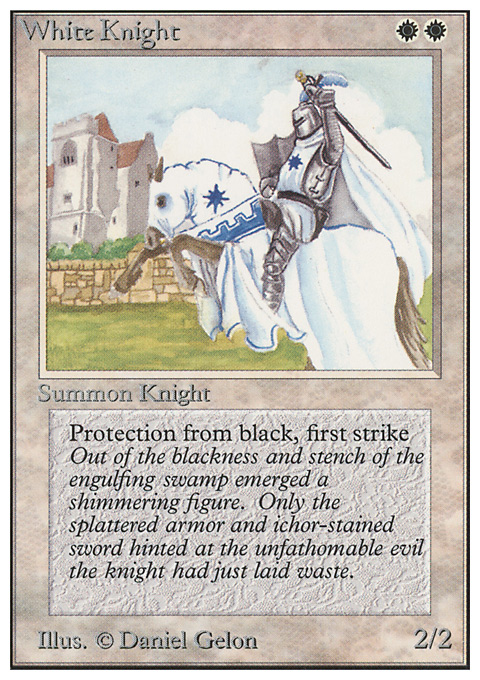 White Knight
Summon Knight
Protection from black, first strike
Out of the blackness and stench of the
engulfing swamp emerged a
shimmering figure. Only the
splattered armor and ichor-stained
sword hinted at the unfathomable evil
the knight had just laid waste.
Illus. © Daniel Gelon 2/2